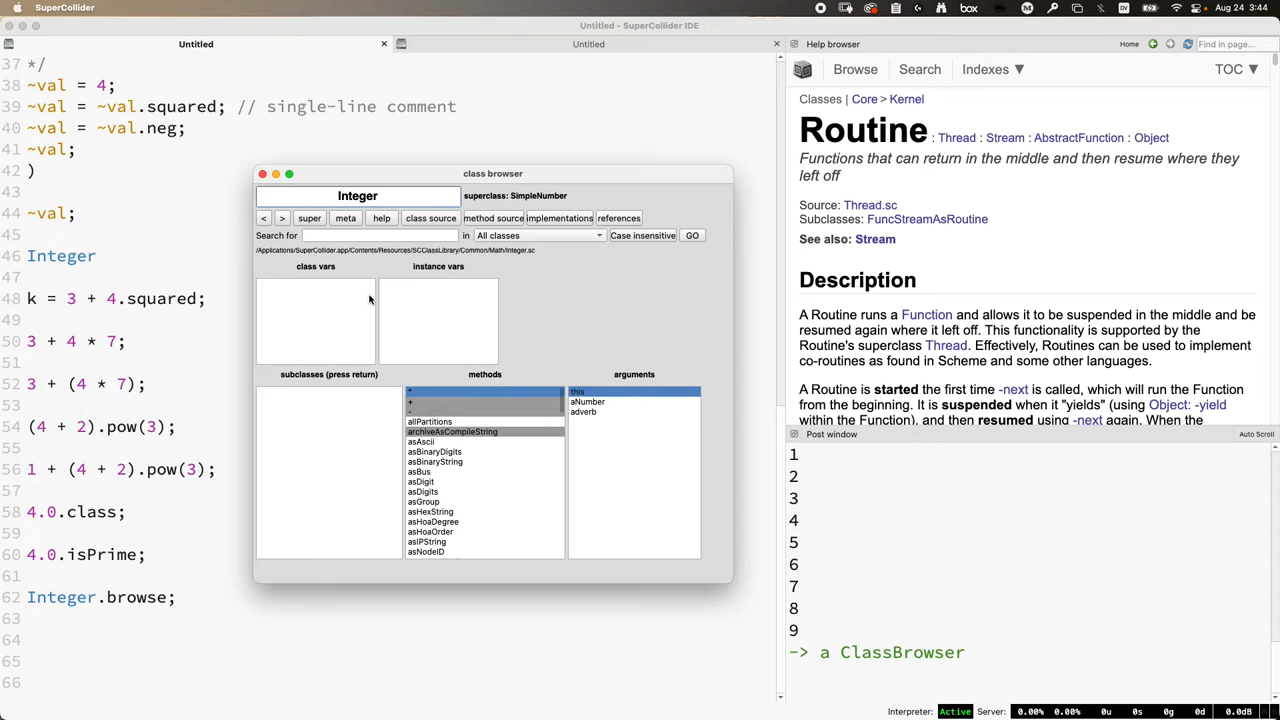 SuperCollider
box
Aug 24 3:44
Untitled - SuperCollider IDE
Untitled
Untitled
37 */
38 ~val = 4;
39 ~val = ~val.squared; // single-line comment
40 ~val = ~val.neg;
41 ~val;
42 )
43
44 ~val;
45
46 Integer
47
48 k = 3 + 4.squared;
49
50 3 + 4 * 7;
51
52 3 + (4 * 7);
53
54 (4 + 2).pow(3);
55
56 1 + (4 + 2).pow(3);
57
58 4.0.class;
59
60 4.0.isPrime;
61
62 Integer.browse;
63
64
65
66
class browser
Integer superclass: SimpleNumber
< > super meta help class source method source implementations references
Search for in All classes Case insensitive GO
/Applications/SuperCollider.app/Contents/Resources/SCClassLibrary/Common/Math/Integer.sc
class vars instance vars
subclasses (press return) methods arguments
*
+
-
allPartitions
archiveAsCompileString
asAscii
asBinaryDigits
asBinaryString
asBus
asDigit
asDigits
asGroup
asHexString
asHoaDegree
asHoaOrder
asIPString
asNodeID
this
aNumber
adverb
Help browser Home Find in page...
Browse Search Indexes ▼ TOC ▼
Classes | Core > Kernel
Routine : Thread : Stream : AbstractFunction : Object
Functions that can return in the middle and then resume where they
left off
Source: Thread.sc
Subclasses: FuncStreamAsRoutine
See also: Stream
Description
A Routine runs a Function and allows it to be suspended in the middle and be
resumed again where it left off. This functionality is supported by the
Routine's superclass Thread. Effectively, Routines can be used to implement
co-routines as found in Scheme and some other languages.
A Routine is started the first time -next is called, which will run the Function
from the beginning. It is suspended when it "yields" (using Object: -yield
within the Function), and then resumed using -next again. When the
Post window Auto Scroll
1
2
3
4
5
6
7
8
9
-> a ClassBrowser
Interpreter: Active Server: 0.00% 0.00% 0u 0s 0g 0d 0.0dB